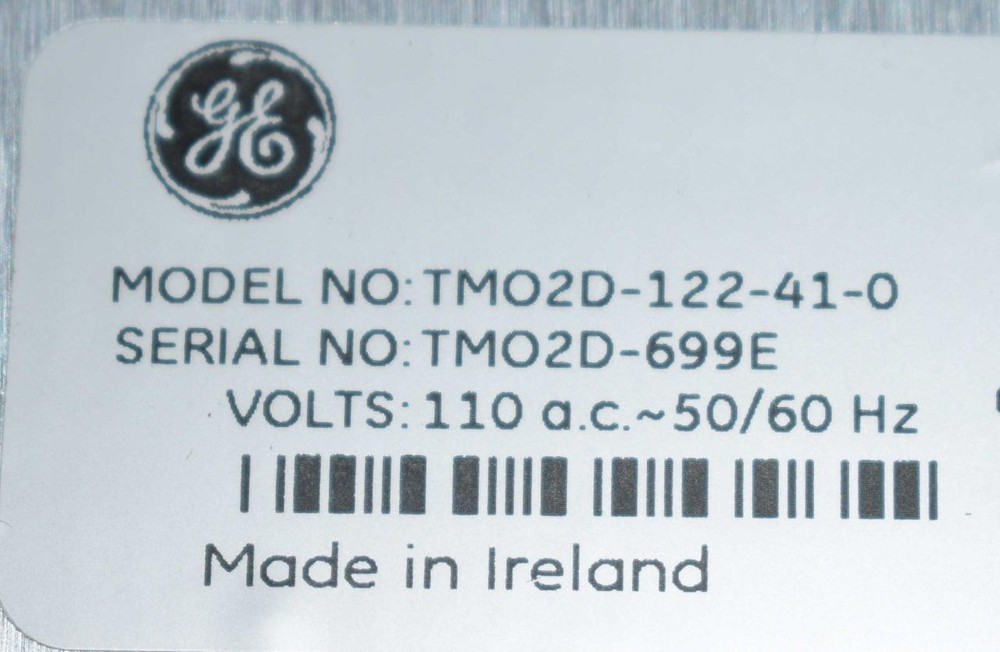 GE
MODEL NO: TMO2D-122-41-0
SERIAL NO: TMO2D-699E
VOLTS: 110 a.c.~50/60 Hz
Made in Ireland